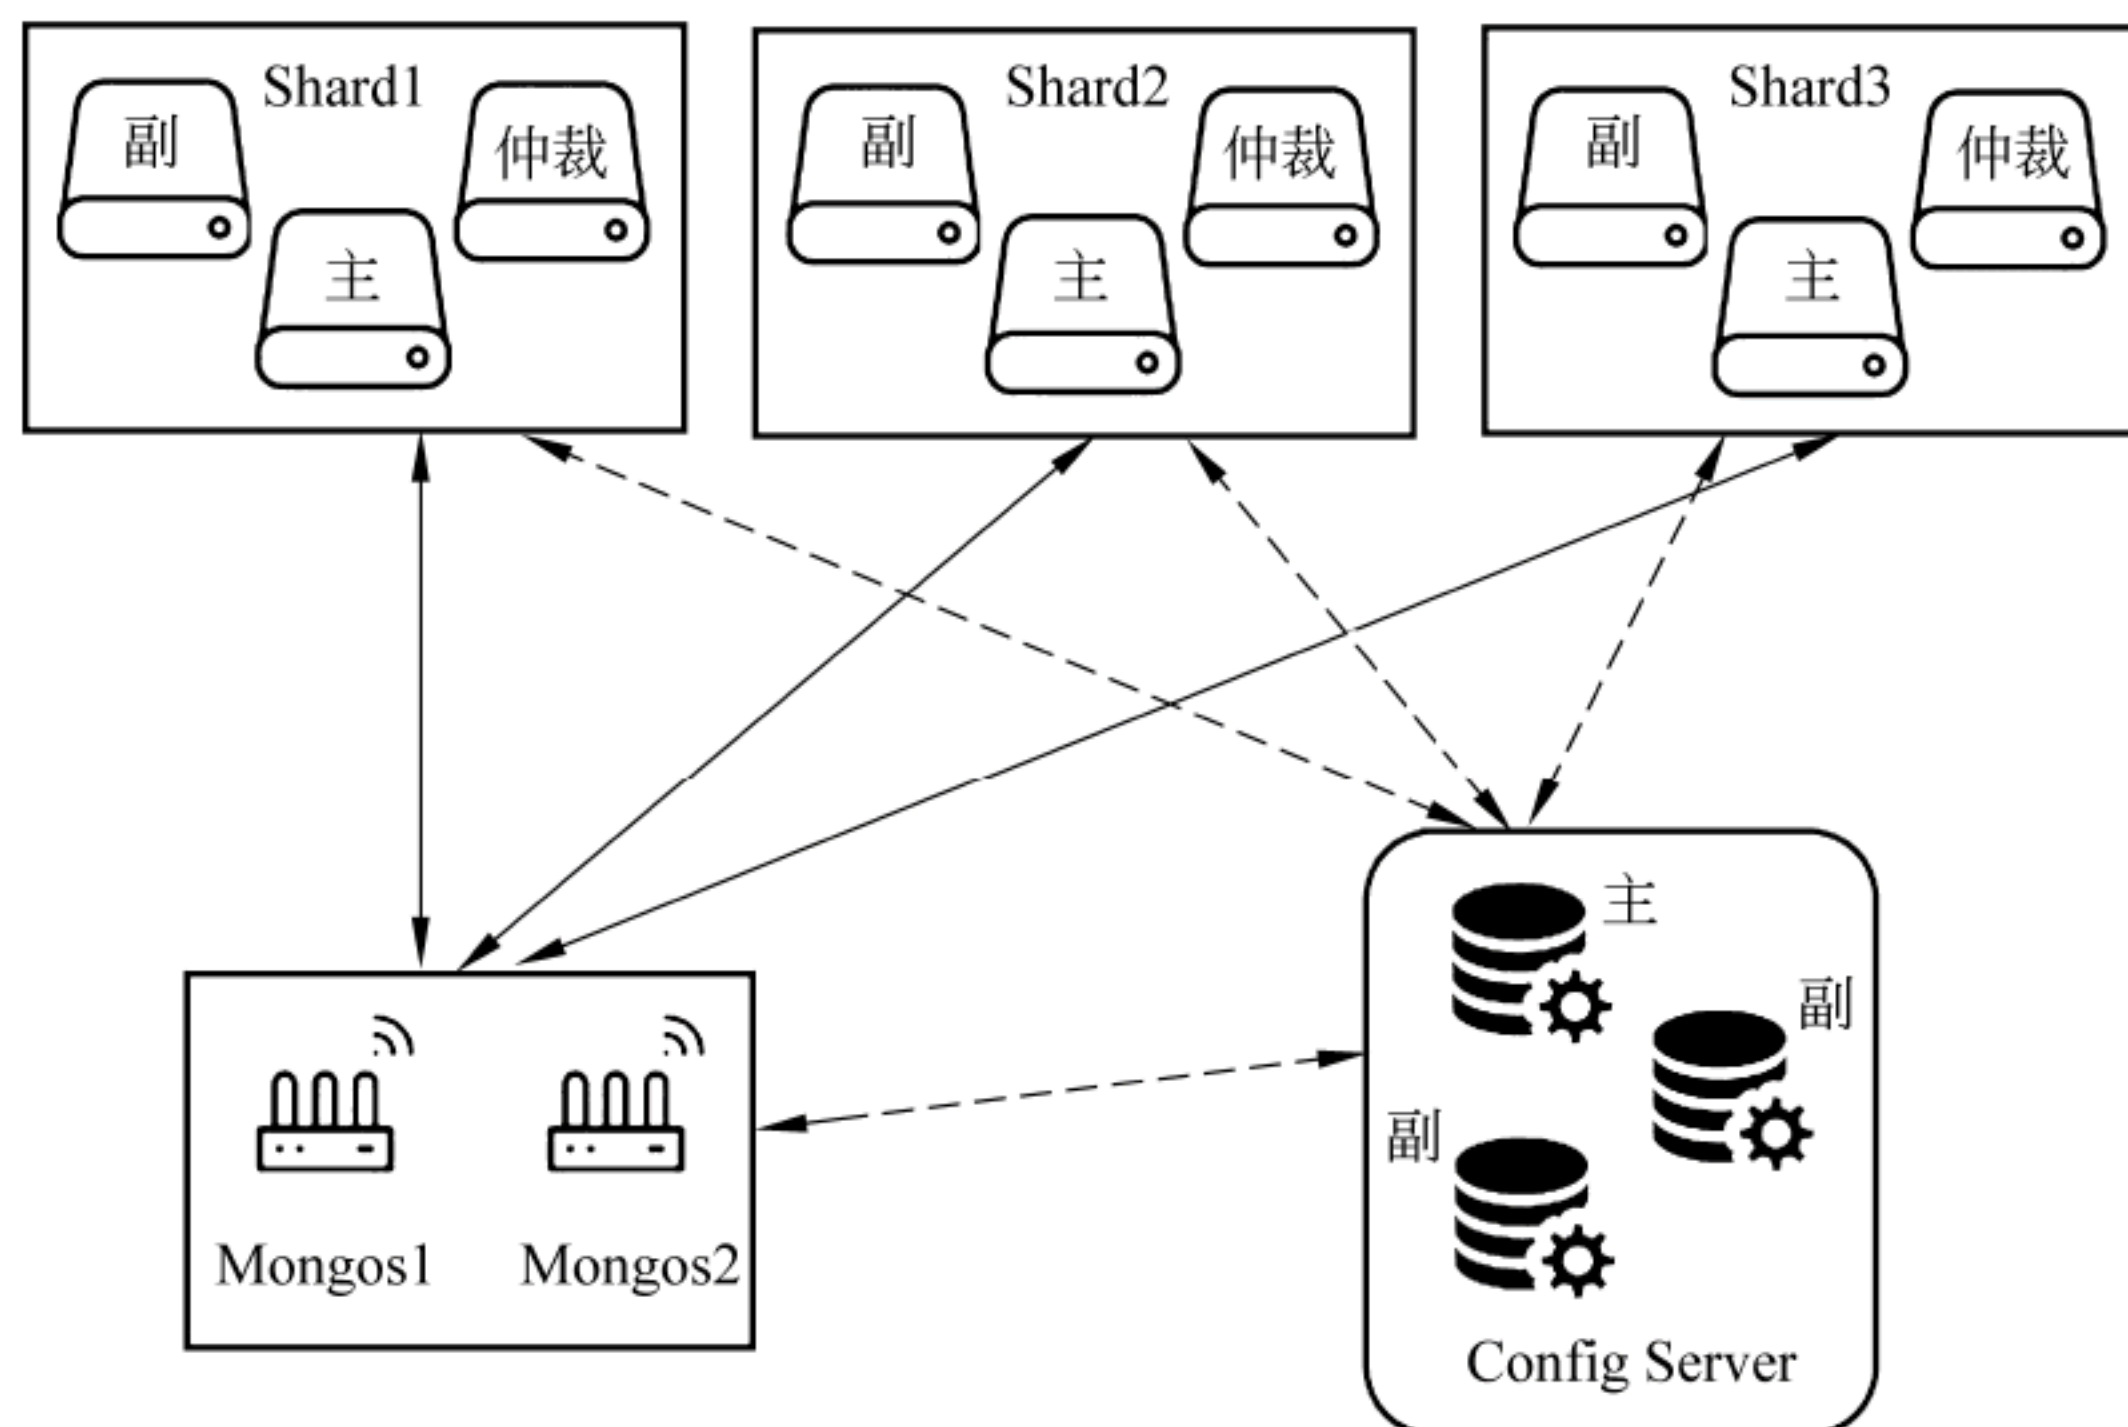 Shard1
副
仲裁
主
Shard2
副
仲裁
主
Shard3
副
仲裁
主
Mongos1
Mongos2
主
副
副
Config Server